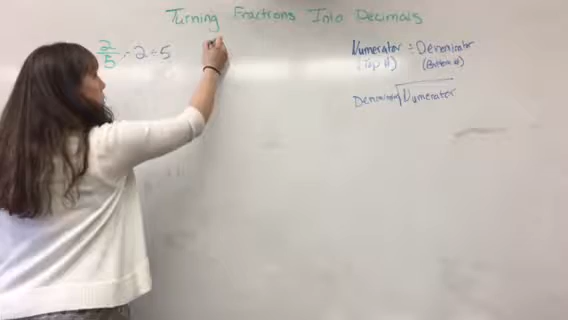 Turning Fractions Into Decimals
2/5 : 2 ÷ 5
Numerator ÷ Denominator
(Top #) (Bottom #)
Denominator Numerator